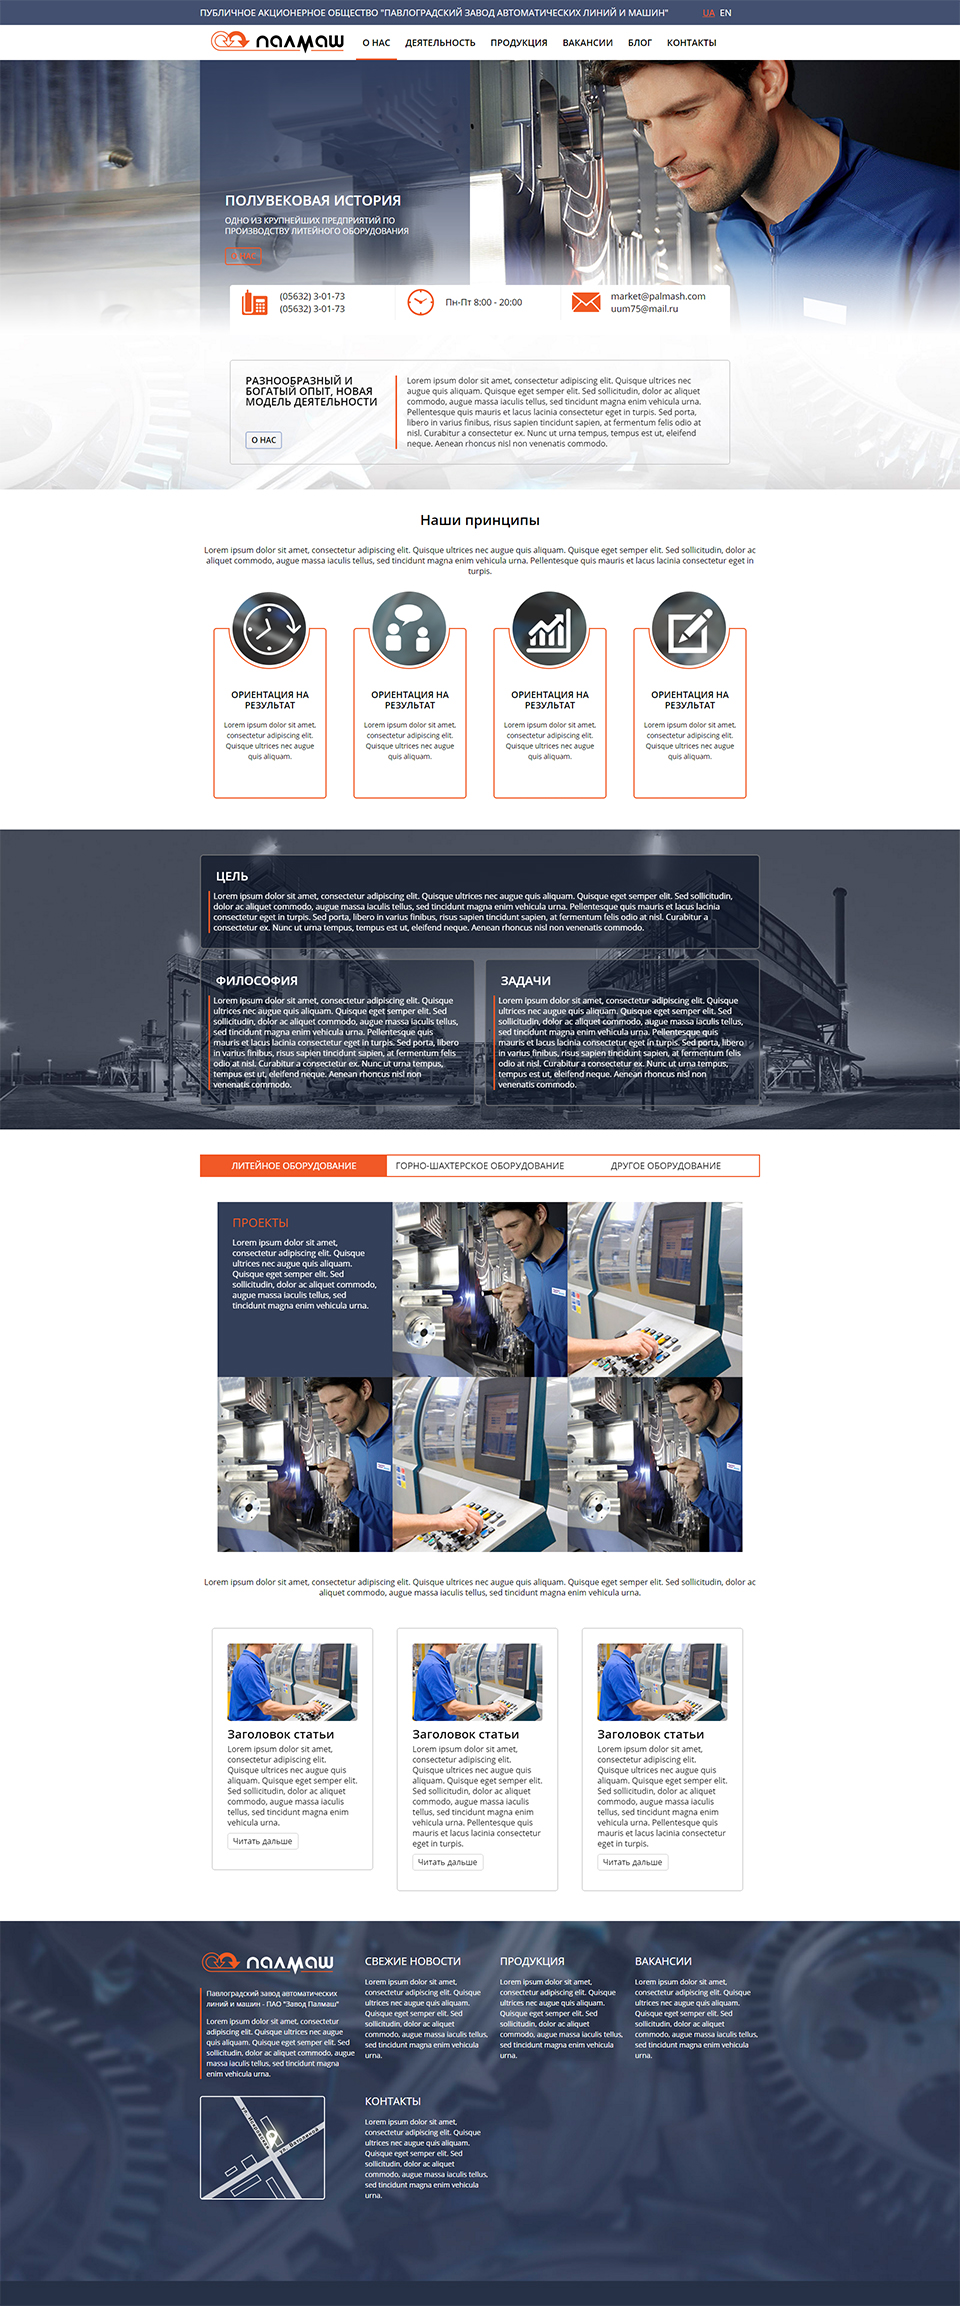 ПУБЛИЧНОЕ АКЦИОНЕРНОЕ ОБЩЕСТВО "ПАВЛОГРАДСКИЙ ЗАВОД АВТОМАТИЧЕСКИХ ЛИНИЙ И МАШИН" UA EN
ПАЛМАШ О НАС ДЕЯТЕЛЬНОСТЬ ПРОДУКЦИЯ ВАКАНСИИ БЛОГ КОНТАКТЫ
ПОЛУВЕКОВАЯ ИСТОРИЯ
ОДНО ИЗ КРУПНЕЙШИХ ПРЕДПРИЯТИЙ ПО
ПРОИЗВОДСТВУ ЛИТЕЙНОГО ОБОРУДОВАНИЯ
О НАС
(05632) 3-01-73
(05632) 3-01-73
Пн-Пт 8:00 - 20:00
market@palmash.com
uum75@mail.ru
РАЗНООБРАЗНЫЙ И
БОГАТЫЙ ОПЫТ, НОВАЯ
МОДЕЛЬ ДЕЯТЕЛЬНОСТИ
О НАС
Lorem ipsum dolor sit amet, consectetur adipiscing elit. Quisque ultrices nec
augue quis aliquam. Quisque eget semper elit. Sed sollicitudin, dolor ac aliquet
commodo, augue massa iaculis tellus, sed tincidunt magna enim vehicula urna.
Pellentesque quis mauris et lacus lacinia consectetur eget in turpis. Sed porta,
libero in varius finibus, risus sapien tincidunt sapien, at fermentum felis odio at
nisl. Curabitur a consectetur ex. Nunc ut urna tempus, tempus est ut, eleifend
neque. Aenean rhoncus nisl non venenatis commodo.
Наши принципы
Lorem ipsum dolor sit amet, consectetur adipiscing elit. Quisque ultrices nec augue quis aliquam. Quisque eget semper elit. Sed sollicitudin, dolor ac
aliquet commodo, augue massa iaculis tellus, sed tincidunt magna enim vehicula urna. Pellentesque quis mauris et lacus lacinia consectetur eget in
turpis.
ОРИЕНТАЦИЯ НА
РЕЗУЛЬТАТ
Lorem ipsum dolor sit amet,
consectetur adipiscing elit.
Quisque ultrices nec augue
quis aliquam.
ОРИЕНТАЦИЯ НА
РЕЗУЛЬТАТ
Lorem ipsum dolor sit amet,
consectetur adipiscing elit.
Quisque ultrices nec augue
quis aliquam.
ОРИЕНТАЦИЯ НА
РЕЗУЛЬТАТ
Lorem ipsum dolor sit amet,
consectetur adipiscing elit.
Quisque ultrices nec augue
quis aliquam.
ОРИЕНТАЦИЯ НА
РЕЗУЛЬТАТ
Lorem ipsum dolor sit amet,
consectetur adipiscing elit.
Quisque ultrices nec augue
quis aliquam.
ЦЕЛЬ
Lorem ipsum dolor sit amet, consectetur adipiscing elit. Quisque ultrices nec augue quis aliquam. Quisque eget semper elit. Sed sollicitudin,
dolor ac aliquet commodo, augue massa iaculis tellus, sed tincidunt magna enim vehicula urna. Pellentesque quis mauris et lacus lacinia
consectetur eget in turpis. Sed porta, libero in varius finibus, risus sapien tincidunt sapien, at fermentum felis odio at nisl. Curabitur a
consectetur ex. Nunc ut urna tempus, tempus est ut, eleifend neque. Aenean rhoncus nisl non venenatis commodo.
ФИЛОСОФИЯ
Lorem ipsum dolor sit amet, consectetur adipiscing elit. Quisque
ultrices nec augue quis aliquam. Quisque eget semper elit. Sed
sollicitudin, dolor ac aliquet commodo, augue massa iaculis tellus,
sed tincidunt magna enim vehicula urna. Pellentesque quis
mauris et lacus lacinia consectetur eget in turpis. Sed porta, libero
in varius finibus, risus sapien tincidunt sapien, at fermentum felis
odio at nisl. Curabitur a consectetur ex. Nunc ut urna tempus,
tempus est ut, eleifend neque. Aenean rhoncus nisl non
venenatis commodo.
ЗАДАЧИ
Lorem ipsum dolor sit amet, consectetur adipiscing elit. Quisque
ultrices nec augue quis aliquam. Quisque eget semper elit. Sed
sollicitudin, dolor ac aliquet commodo, augue massa iaculis tellus,
sed tincidunt magna enim vehicula urna. Pellentesque quis
mauris et lacus lacinia consectetur eget in turpis. Sed porta, libero
in varius finibus, risus sapien tincidunt sapien, at fermentum felis
odio at nisl. Curabitur a consectetur ex. Nunc ut urna tempus,
tempus est ut, eleifend neque. Aenean rhoncus nisl non
venenatis commodo.
ЛИТЕЙНОЕ ОБОРУДОВАНИЕ ГОРНО-ШАХТЕРСКОЕ ОБОРУДОВАНИЕ ДРУГОЕ ОБОРУДОВАНИЕ
ПРОЕКТЫ
Lorem ipsum dolor sit amet,
consectetur adipiscing elit. Quisque
ultrices nec augue quis aliquam.
Quisque eget semper elit. Sed
sollicitudin, dolor ac aliquet commodo,
augue massa iaculis tellus, sed
tincidunt magna enim vehicula urna.
Lorem ipsum dolor sit amet, consectetur adipiscing elit. Quisque ultrices nec augue quis aliquam. Quisque eget semper elit. Sed sollicitudin, dolor ac
aliquet commodo, augue massa iaculis tellus, sed tincidunt magna enim vehicula urna.
Заголовок статьи
Lorem ipsum dolor sit amet,
consectetur adipiscing elit.
Quisque ultrices nec augue quis
aliquam. Quisque eget semper elit.
Sed sollicitudin, dolor ac aliquet
commodo, augue massa iaculis
tellus, sed tincidunt magna enim
vehicula urna.
Читать дальше
Заголовок статьи
Lorem ipsum dolor sit amet,
consectetur adipiscing elit.
Quisque ultrices nec augue quis
aliquam. Quisque eget semper elit.
Sed sollicitudin, dolor ac aliquet
commodo, augue massa iaculis
tellus, sed tincidunt magna enim
vehicula urna. Pellentesque quis
mauris et lacus lacinia consectetur
eget in turpis.
Читать дальше
Заголовок статьи
Lorem ipsum dolor sit amet,
consectetur adipiscing elit.
Quisque ultrices nec augue quis
aliquam. Quisque eget semper elit.
Sed sollicitudin, dolor ac aliquet
commodo, augue massa iaculis
tellus, sed tincidunt magna enim
vehicula urna. Pellentesque quis
mauris et lacus lacinia consectetur
eget in turpis.
Читать дальше
ПАЛМАШ
Павлоградский завод автоматических
линий и машин - ПАО "Завод Палмаш"
Lorem ipsum dolor sit amet, consectetur
adipiscing elit. Quisque ultrices nec augue
quis aliquam. Quisque eget semper elit. Sed
sollicitudin, dolor ac aliquet commodo, augue
massa iaculis tellus, sed tincidunt magna
enim vehicula urna.
СВЕЖИЕ НОВОСТИ
Lorem ipsum dolor sit amet,
consectetur adipiscing elit. Quisque
ultrices nec augue quis aliquam.
Quisque eget semper elit. Sed
sollicitudin, dolor ac aliquet
commodo, augue massa iaculis tellus,
sed tincidunt magna enim vehicula
urna.
ПРОДУКЦИЯ
Lorem ipsum dolor sit amet,
consectetur adipiscing elit. Quisque
ultrices nec augue quis aliquam.
Quisque eget semper elit. Sed
sollicitudin, dolor ac aliquet
commodo, augue massa iaculis tellus,
sed tincidunt magna enim vehicula
urna.
ВАКАНСИИ
Lorem ipsum dolor sit amet,
consectetur adipiscing elit. Quisque
ultrices nec augue quis aliquam.
Quisque eget semper elit. Sed
sollicitudin, dolor ac aliquet
commodo, augue massa iaculis tellus,
sed tincidunt magna enim vehicula
urna.
КОНТАКТЫ
Lorem ipsum dolor sit amet,
consectetur adipiscing elit. Quisque
ultrices nec augue quis aliquam.
Quisque eget semper elit. Sed
sollicitudin, dolor ac aliquet
commodo, augue massa iaculis tellus,
sed tincidunt magna enim vehicula
urna.